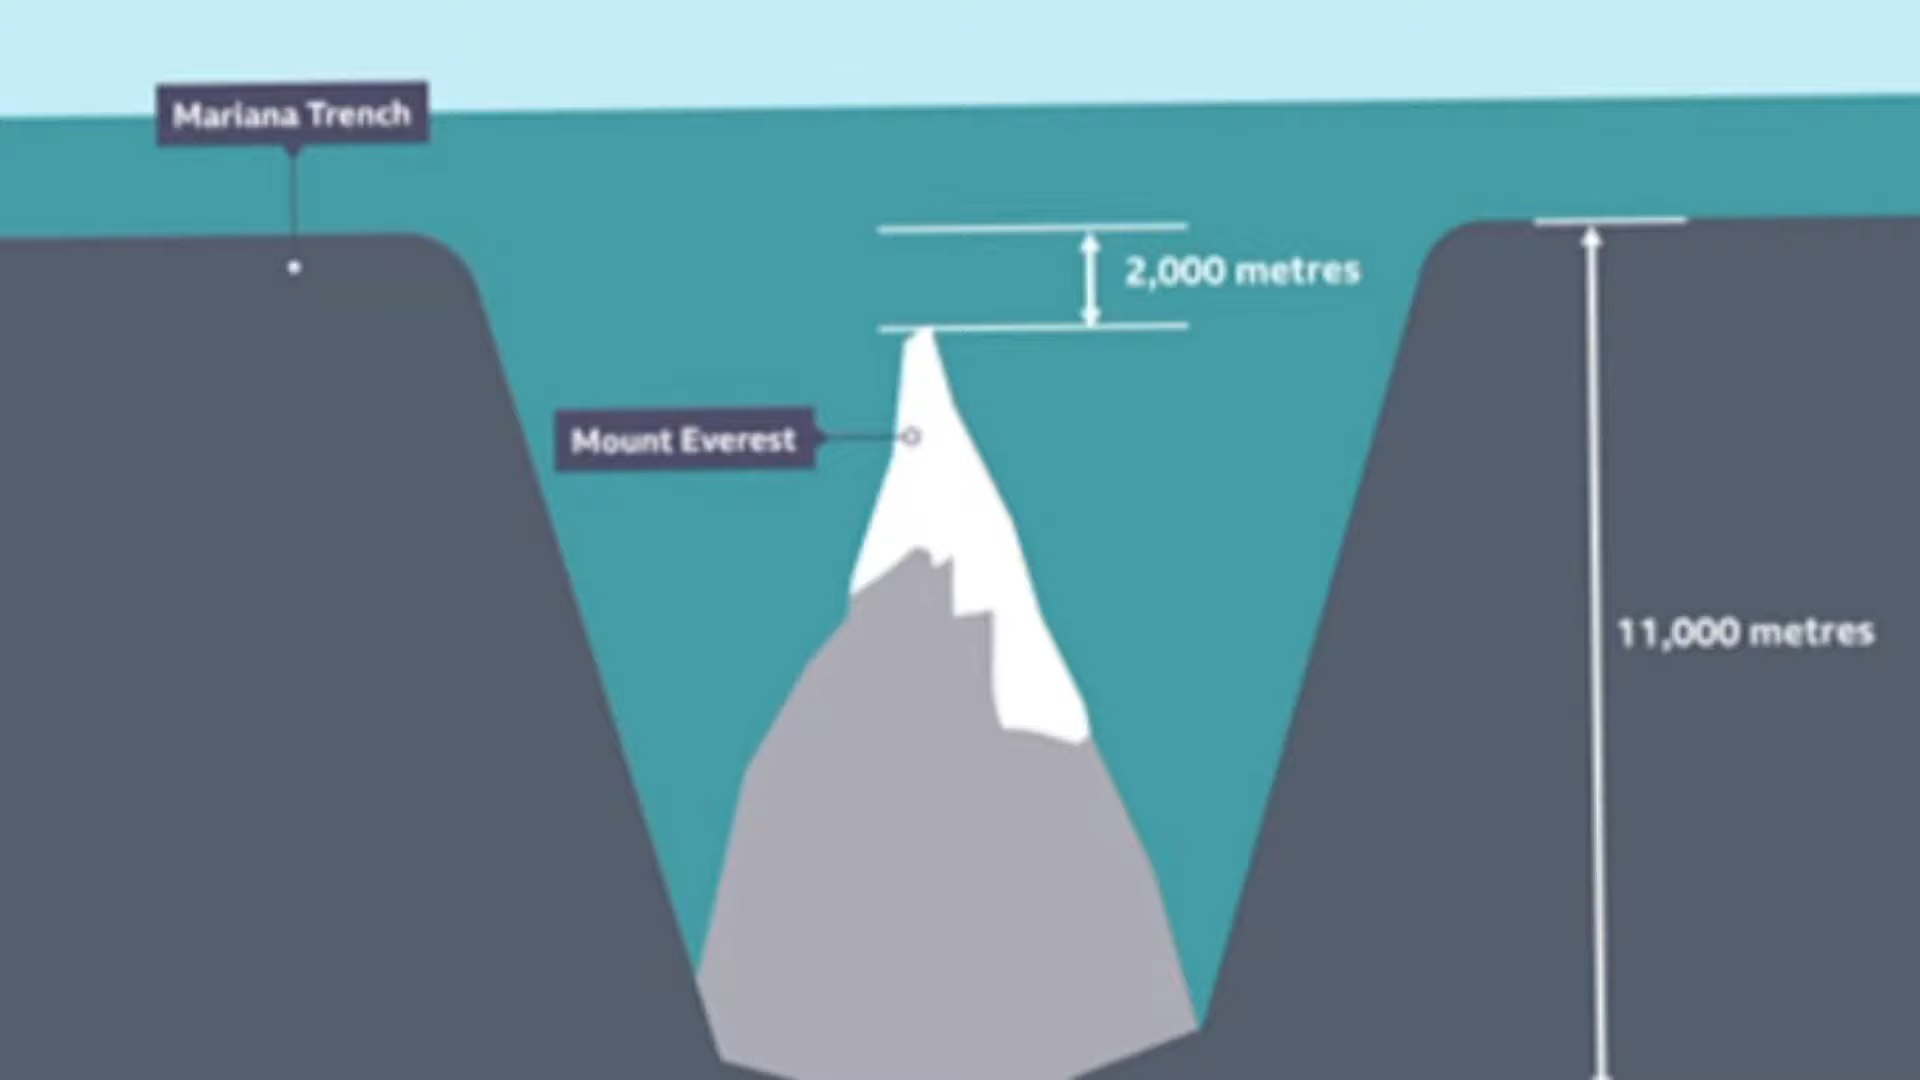 Mariana Trench
2,000 metres
Mount Everest
11,000 metres